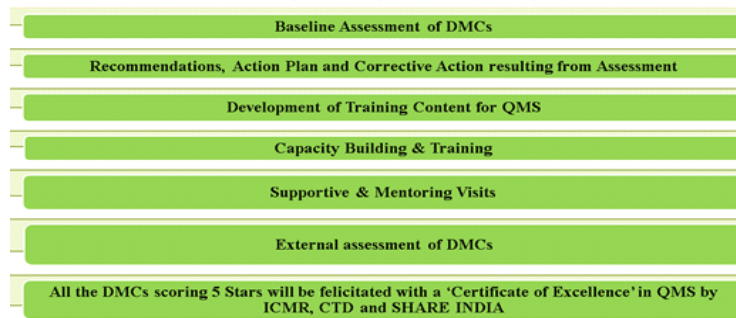 Baseline Assessment of DMCs
Recommendations, Action Plan and Corrective Action resulting from Assessment
Development of Training Content for QMS
Capacity Building & Training
Supportive & Mentoring Visits
External assessment of DMCs
All the DMCs scoring 5 Stars will be felicitated with a ‘Certificate of Excellence’ in QMS by
ICMR, CTD and SHARE INDIA